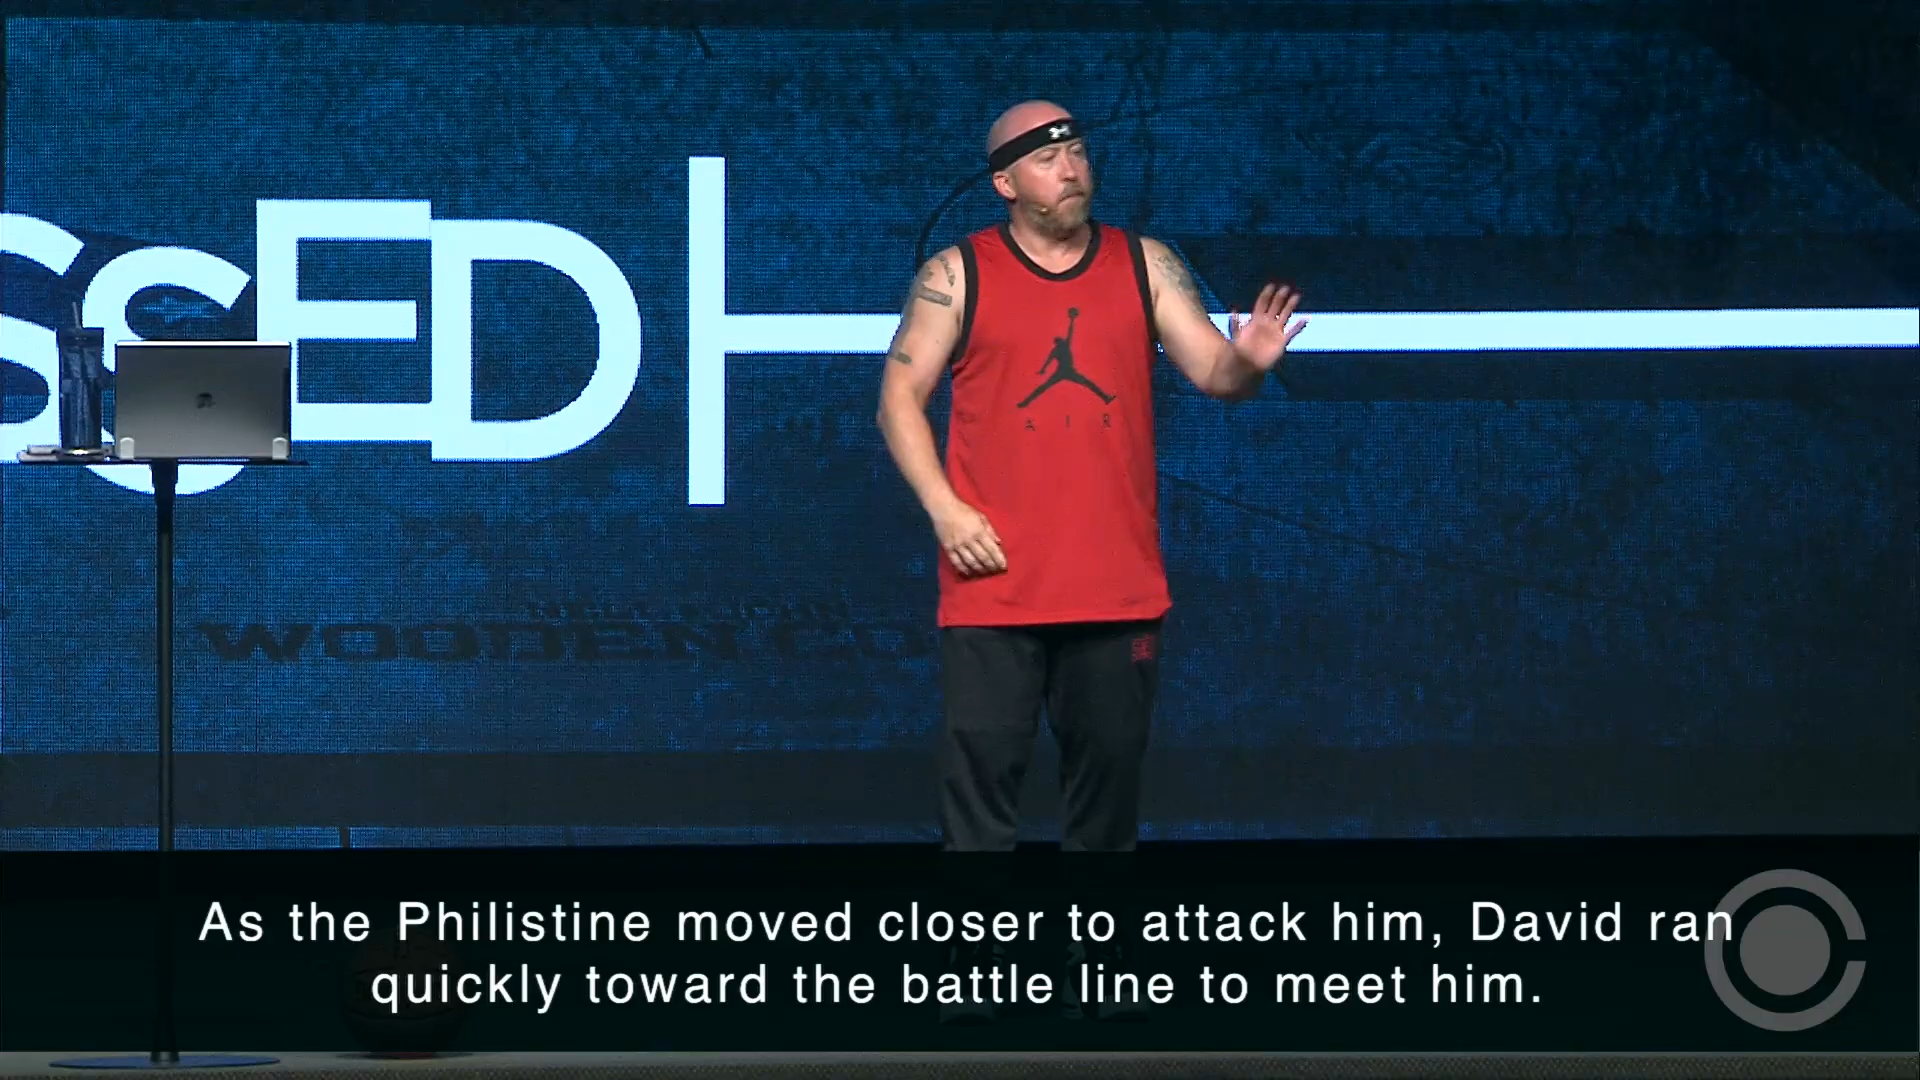 SSED
AIR
WOODEN
As the Philistine moved closer to attack him, David ran
quickly toward the battle line to meet him.